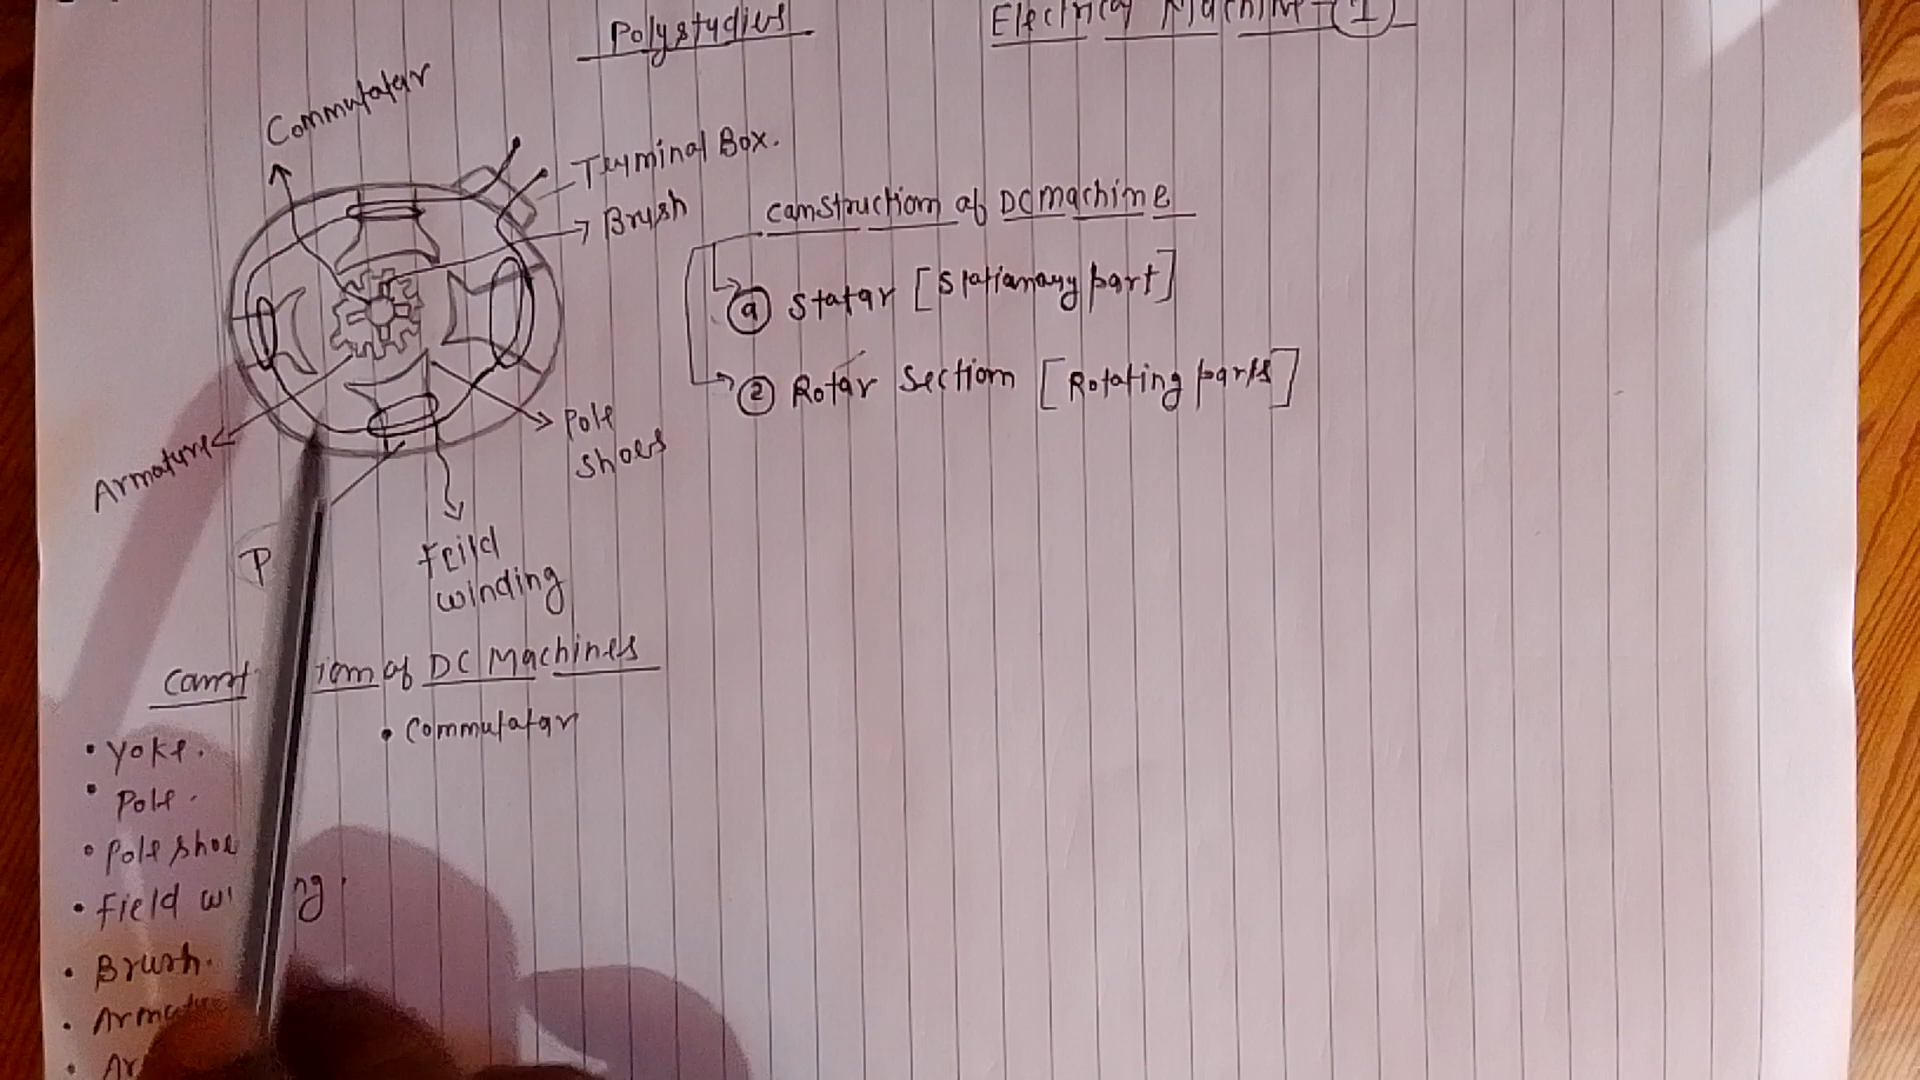 Polystudies
Electrical Machine-1
Commutator
Terminal Box.
Brush
Construction of DC machine
a Stator [Stationary part]
2 Rotor Section [Rotating parts]
Pole
shoes
Armature
Feild
winding
P
of DC Machines
• Commutator
• Yoke.
• Pole.
• Pole shoe
• Field
• Brush.